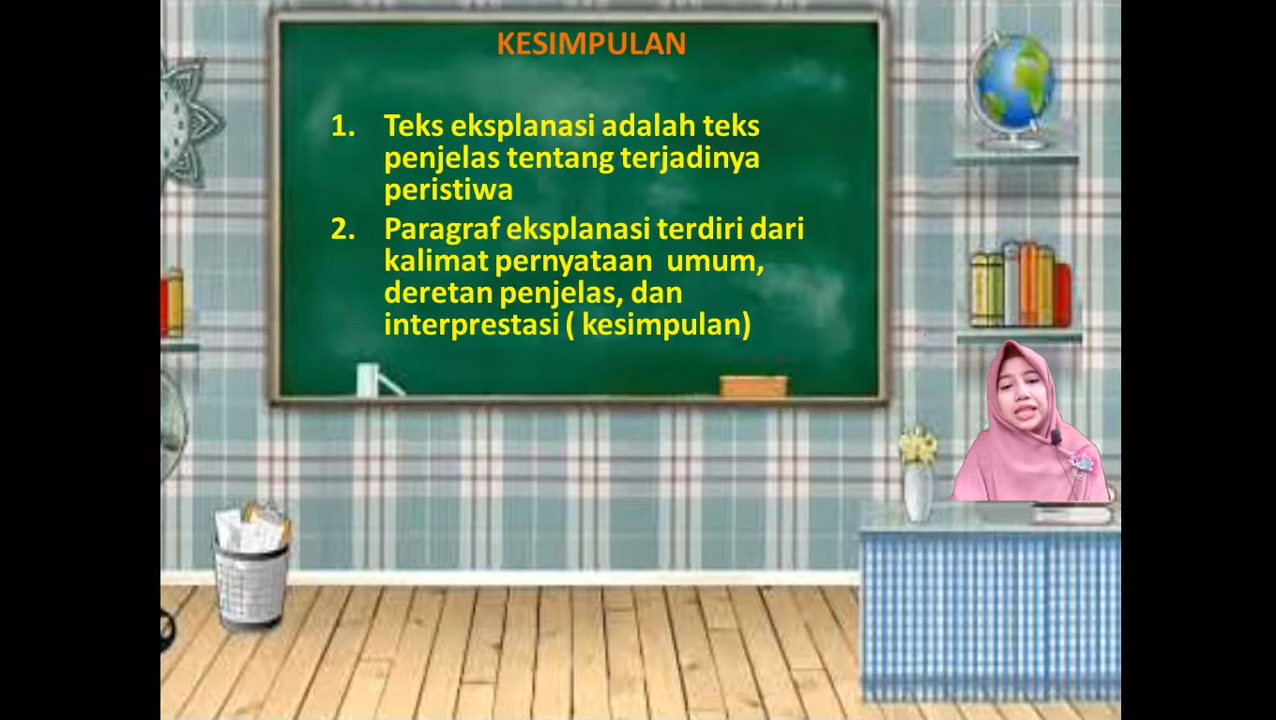 KESIMPULAN
1. Teks eksplanasi adalah teks
penjelas tentang terjadinya
peristiwa
2. Paragraf eksplanasi terdiri dari
kalimat pernyataan umum,
deretan penjelas, dan
interprestasi ( kesimpulan)